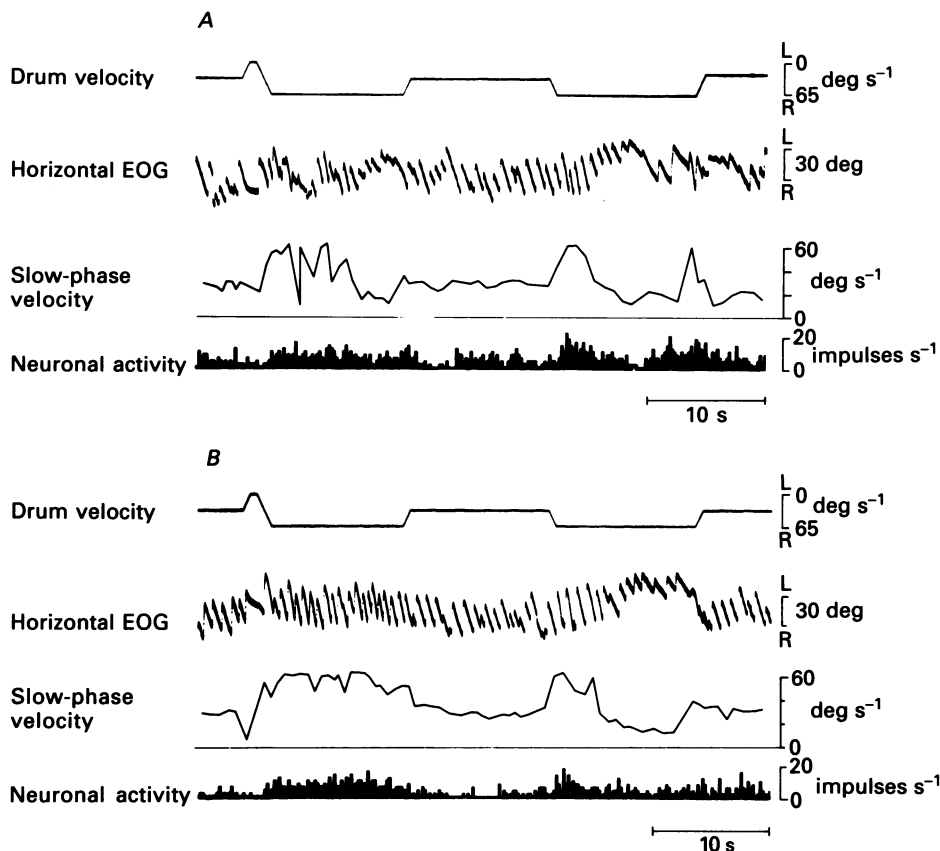 A
Drum velocity
L
0
65
R
deg s⁻¹
Horizontal EOG
L
R
30 deg
Slow-phase
velocity
60
deg s⁻¹
0
Neuronal activity
20
0
impulses s⁻¹
10 s
B
Drum velocity
L
0
65
R
deg s⁻¹
Horizontal EOG
L
R
30 deg
Slow-phase
velocity
60
deg s⁻¹
0
Neuronal activity
20
0
impulses s⁻¹
10 s